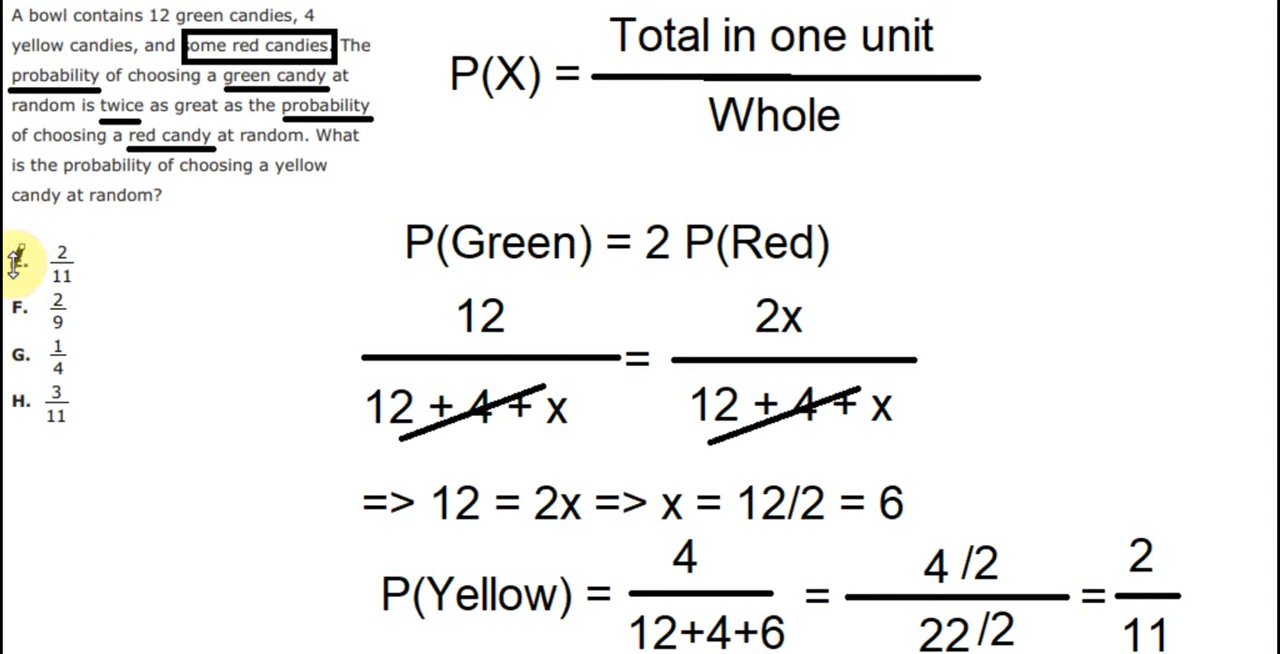 A bowl contains 12 green candies, 4
yellow candies, and some red candies. The
probability of choosing a green candy at
random is twice as great as the probability
of choosing a red candy at random. What
is the probability of choosing a yellow
candy at random?
2/11
F. 2/9
G. 1/4
H. 3/11
P(X) = Total in one unit / Whole
P(Green) = 2 P(Red)
12 / 12 + 4 + x = 2x / 12 + 4 + x
=> 12 = 2x => x = 12/2 = 6
P(Yellow) = 4 / 12+4+6 = 4 /2 / 22 /2 = 2 / 11